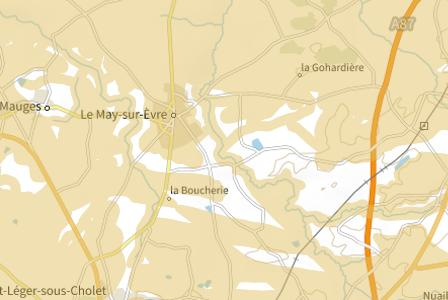 A87
la Gohardière
Mauges
Le May-sur-Èvre
la Boucherie
t-Léger-sous-Cholet
Nuail